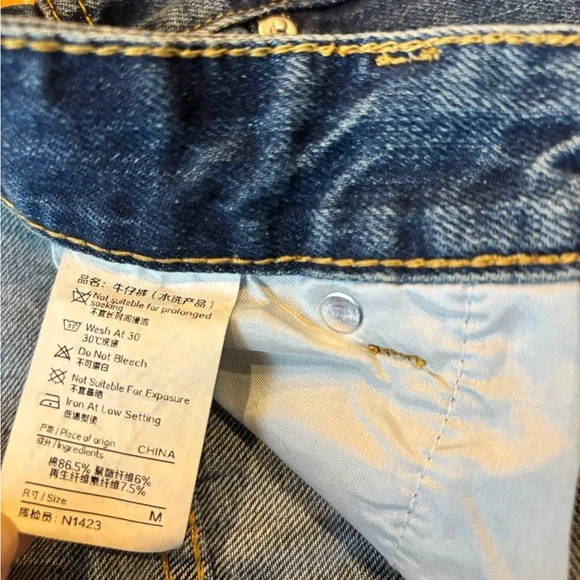 品名: 牛仔裤 (水洗产品)
Not suitable for prolonged
soaking
不宜长时间浸洁
30°
Wash At 30
30℃洗涤
Do Not Bleach
不可漂白
Not Suitable For Exposure
不宜暴晒
Iron At Low Setting
低温熨烫
产地 / Place of origin CHINA
成分 / Ingredients
棉86.5% 聚酯纤维6%
再生纤维素纤维7.5%
尺寸 / Size M
质检员: N1423